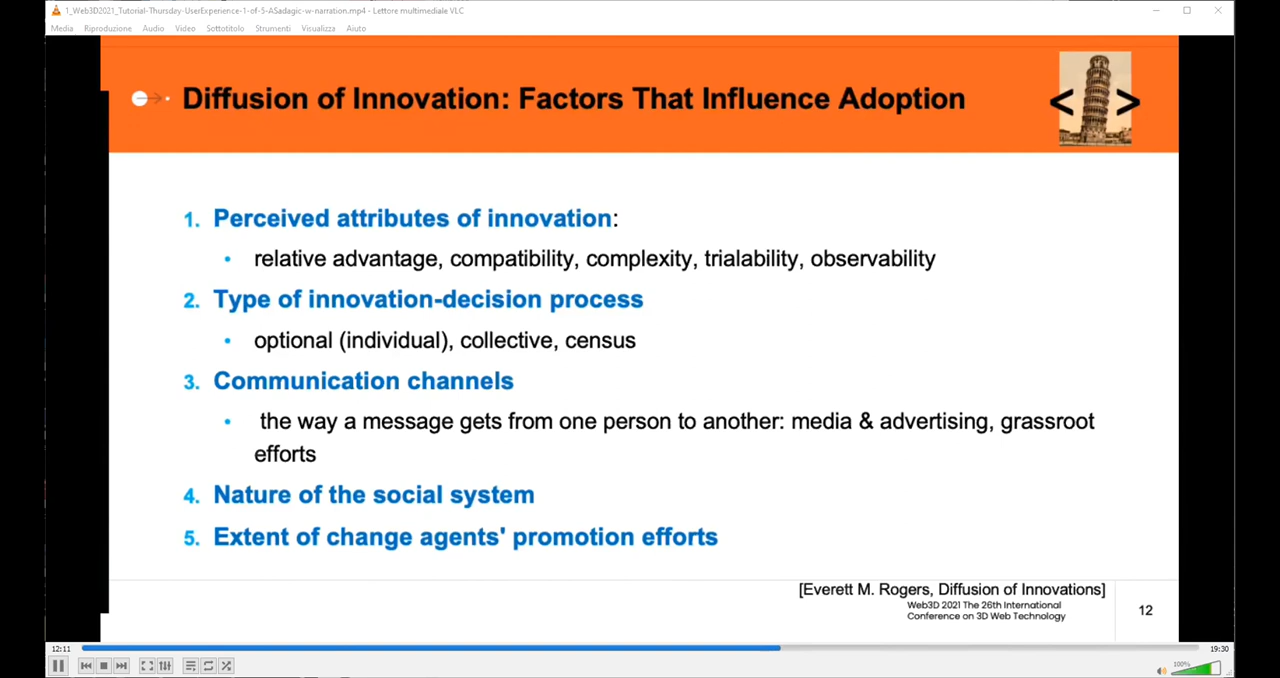 1_Web3D2021_Tutorial-Thursday-UserExperience-1-of-5-ASadagic-w-narration.mp4 - Lettore multimediale VLC
Media Riproduzione Audio Video Sottotitolo Strumenti Visualizza Aiuto
Diffusion of Innovation: Factors That Influence Adoption
< >
1. Perceived attributes of innovation:
• relative advantage, compatibility, complexity, trialability, observability
2. Type of innovation-decision process
• optional (individual), collective, census
3. Communication channels
• the way a message gets from one person to another: media & advertising, grassroot
efforts
4. Nature of the social system
5. Extent of change agents' promotion efforts
[Everett M. Rogers, Diffusion of Innovations]
Web3D 2021 The 26th International
Conference on 3D Web Technology
12
12:11
19:30
100%